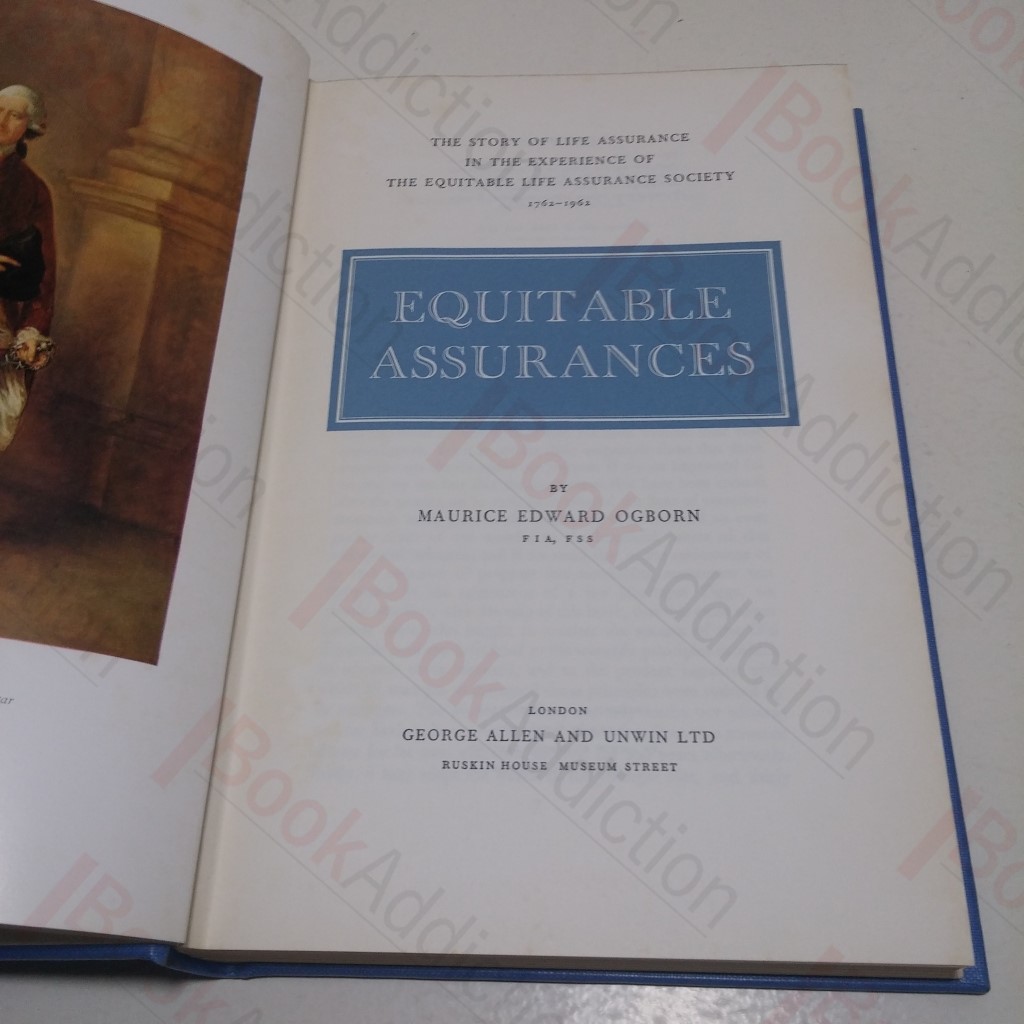 THE STORY OF LIFE ASSURANCE
IN THE EXPERIENCE OF
THE EQUITABLE LIFE ASSURANCE SOCIETY
1762–1962
EQUITABLE
ASSURANCES
BY
MAURICE EDWARD OGBORN
FIA, FSS
LONDON
GEORGE ALLEN AND UNWIN LTD
RUSKIN HOUSE MUSEUM STREET
BookAddiction